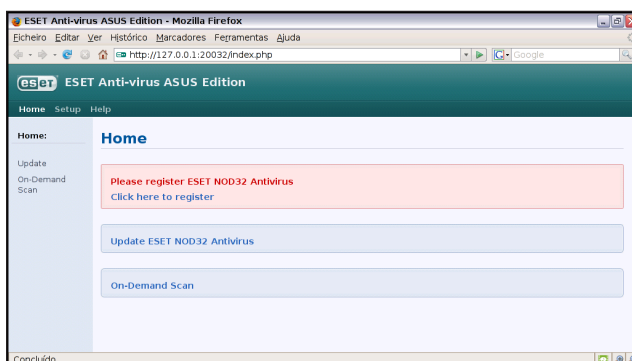 ESET Anti-virus ASUS Edition - Mozilla Firefox
Eicheiro Editar Ver Histórico Marcadores Ferramentas Ajuda
http://127.0.0.1:20032/index.php
Google
eseT ESET Anti-virus ASUS Edition
Home Setup Help
Home:
Update
On-Demand
Scan
Home
Please register ESET NOD32 Antivirus
Click here to register
Update ESET NOD32 Antivirus
On-Demand Scan
Concluído